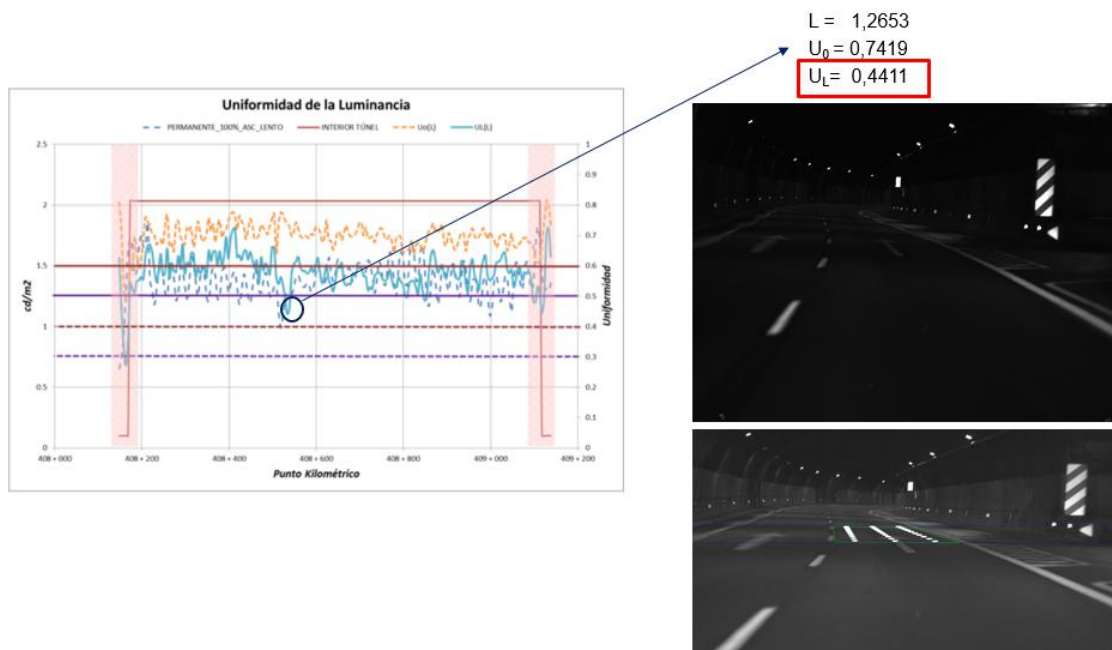 L = 1,2653
U0 = 0,7419
UL= 0,4411
Uniformidad de la Luminancia
PERMANENTE_100%_ASC_LENTO INTERIOR TÚNEL Uo(L) UL(L)
2.5 1
0.9
2 0.8
0.7
1.5 0.6
0.5
1 0.4
0.3
0.5 0.2
0.1
0 0
cd/m2
Uniformidad
408 + 000 408 + 200 408 + 400 408 + 600 408 + 800 409 + 000 409 + 200
Punto Kilométrico